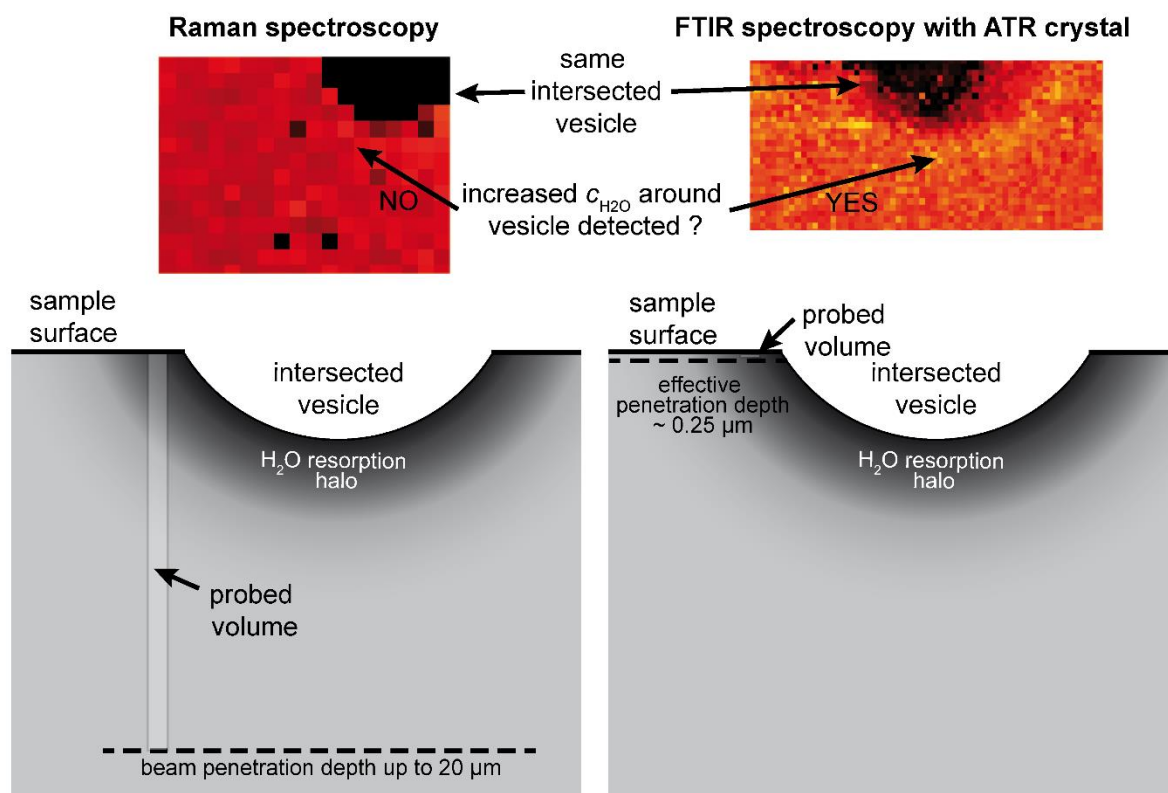 Raman spectroscopy
FTIR spectroscopy with ATR crystal
same
intersected
vesicle
NO
increased c_H2O around
vesicle detected ?
YES
sample
surface
intersected
vesicle
H₂O resorption
halo
probed
volume
beam penetration depth up to 20 µm
sample
surface
probed
volume
effective
penetration depth
~ 0.25 µm
intersected
vesicle
H₂O resorption
halo